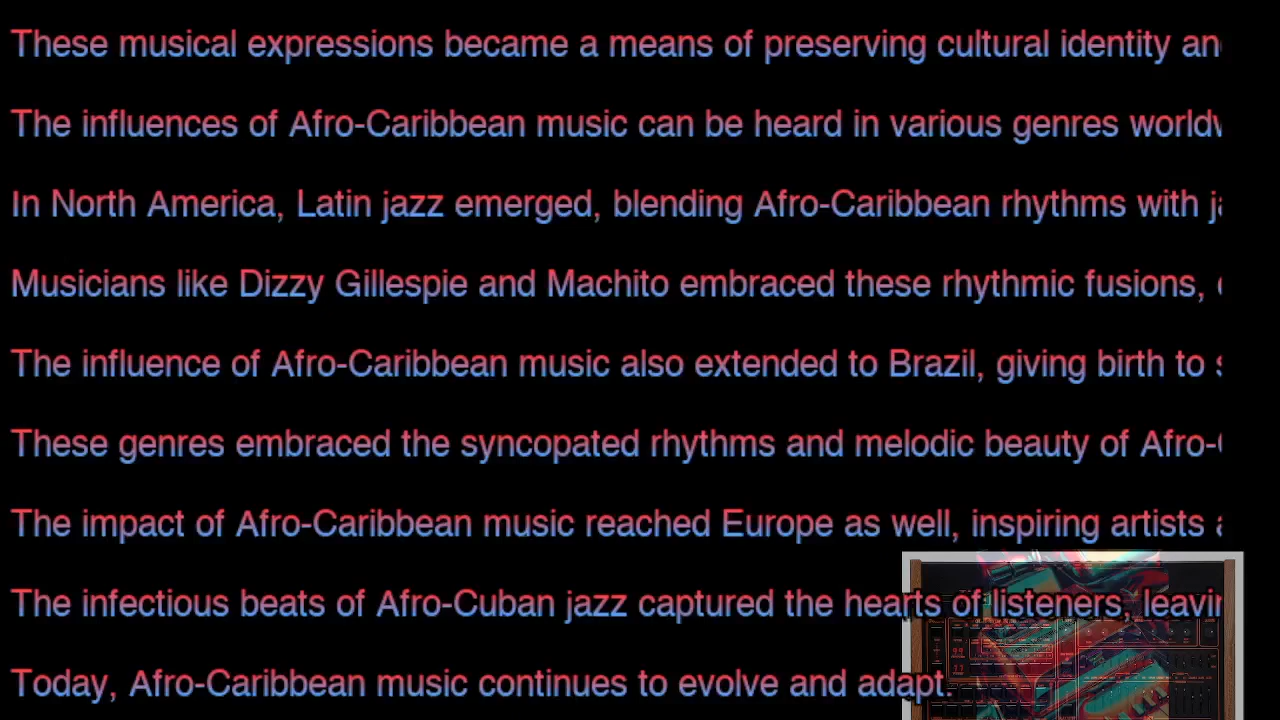 These musical expressions became a means of preserving cultural identity an
The influences of Afro-Caribbean music can be heard in various genres world
In North America, Latin jazz emerged, blending Afro-Caribbean rhythms with
Musicians like Dizzy Gillespie and Machito embraced these rhythmic fusions,
The influence of Afro-Caribbean music also extended to Brazil, giving birth to
These genres embraced the syncopated rhythms and melodic beauty of Afro-
The impact of Afro-Caribbean music reached Europe as well, inspiring artists
The infectious beats of Afro-Cuban jazz captured the hearts of listeners, leavin
Today, Afro-Caribbean music continues to evolve and adapt.